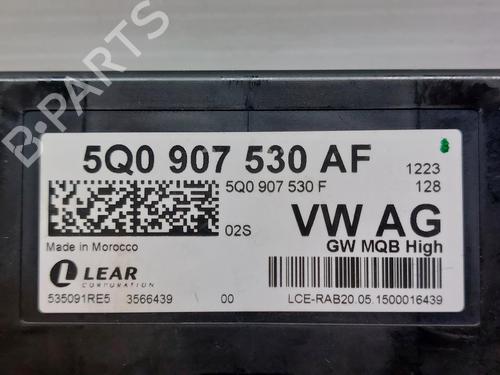 B-PARTS
5Q0 907 530 AF
1223
5Q0 907 530 F
128
02S
VW AG
GW MQB High
Made in Morocco
LEAR
CORPORATION
535091RE5 3566439 00
LCE-RAB20.05.1500016439